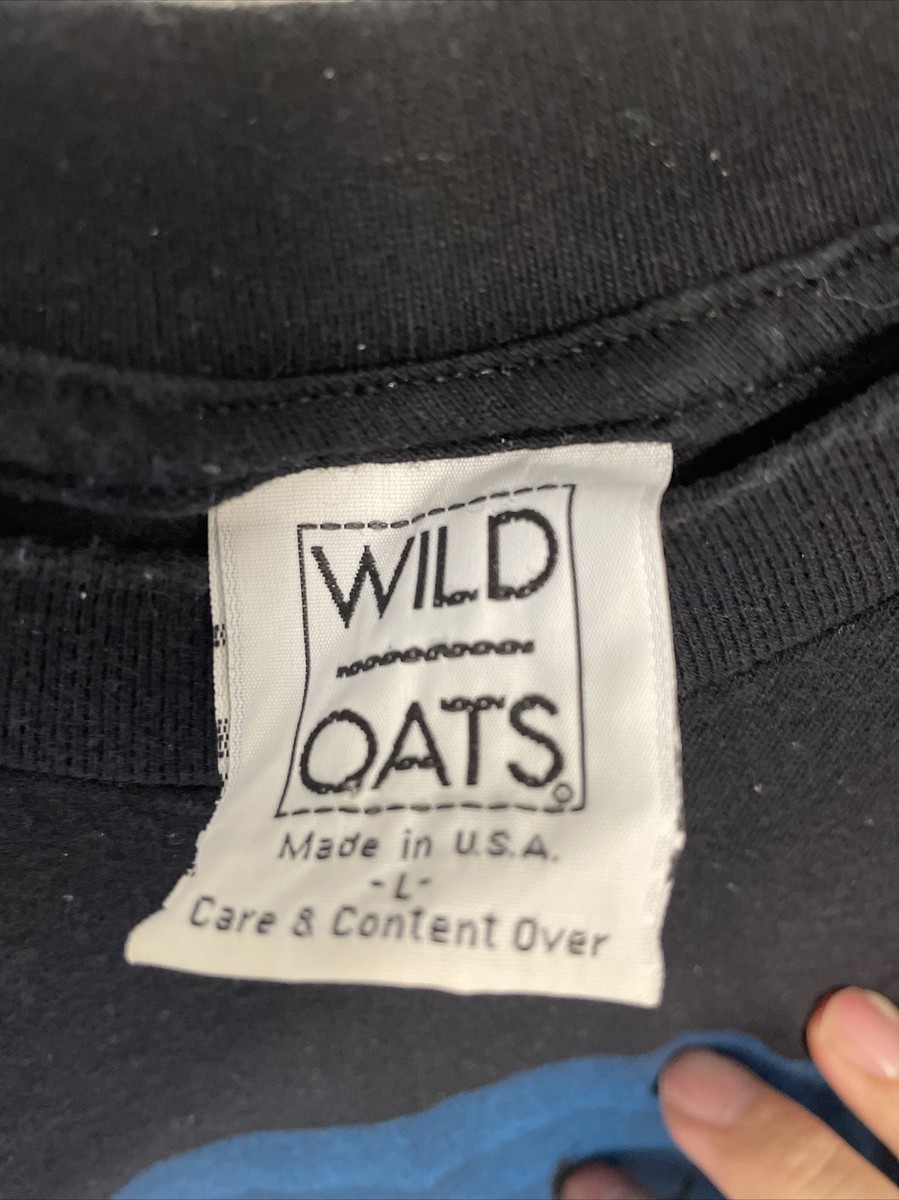 WILD
OATS
Made in U.S.A.
-L-
Care & Content Over